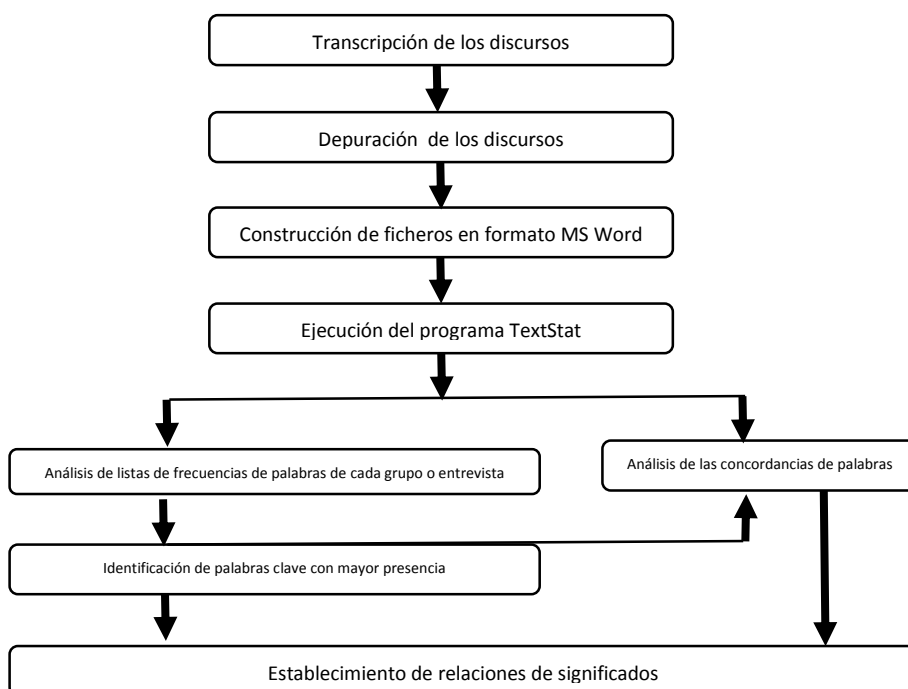 Transcripción de los discursos
Depuración de los discursos
Construcción de ficheros en formato MS Word
Ejecución del programa TextStat
Análisis de listas de frecuencias de palabras de cada grupo o entrevista
Análisis de las concordancias de palabras
Identificación de palabras clave con mayor presencia
Establecimiento de relaciones de significados